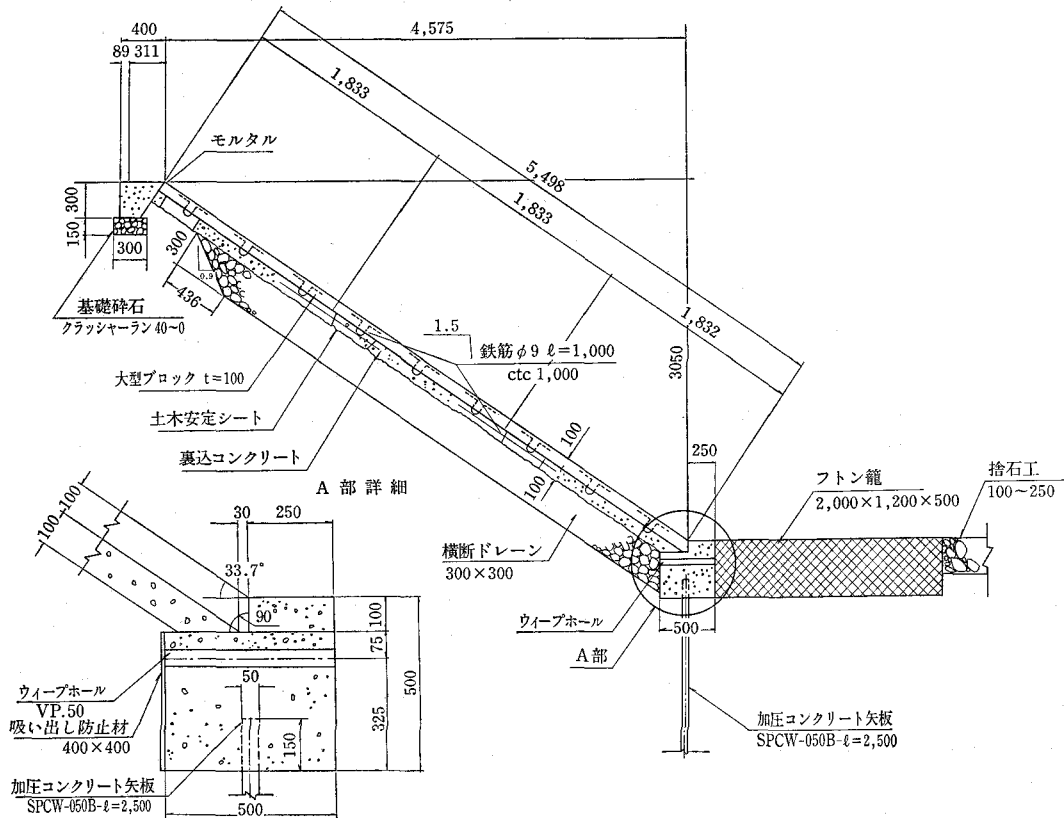 400
4,575
89 311
1,833
5,498
1,833
1,832
モルタル
300
150
300
300
0.9
436
基礎砕石
クラッシャーラン 40~0
1.5
鉄筋φ9 ℓ=1,000
ctc 1,000
3050
大型ブロック t=100
土木安定シート
裏込コンクリート
100
100
250
フトン籠
2,000×1,200×500
捨石工
100~250
横断ドレーン
300×300
ウィープホール
500
A部
加圧コンクリート矢板
SPCW-050B-ℓ=2,500
A 部 詳 細
100
100
30
250
33.7°
90°
100
75
325
500
50
150
ウィープホール
VP.50
吸い出し防止材
400×400
加圧コンクリート矢板
SPCW-050B-ℓ=2,500
500